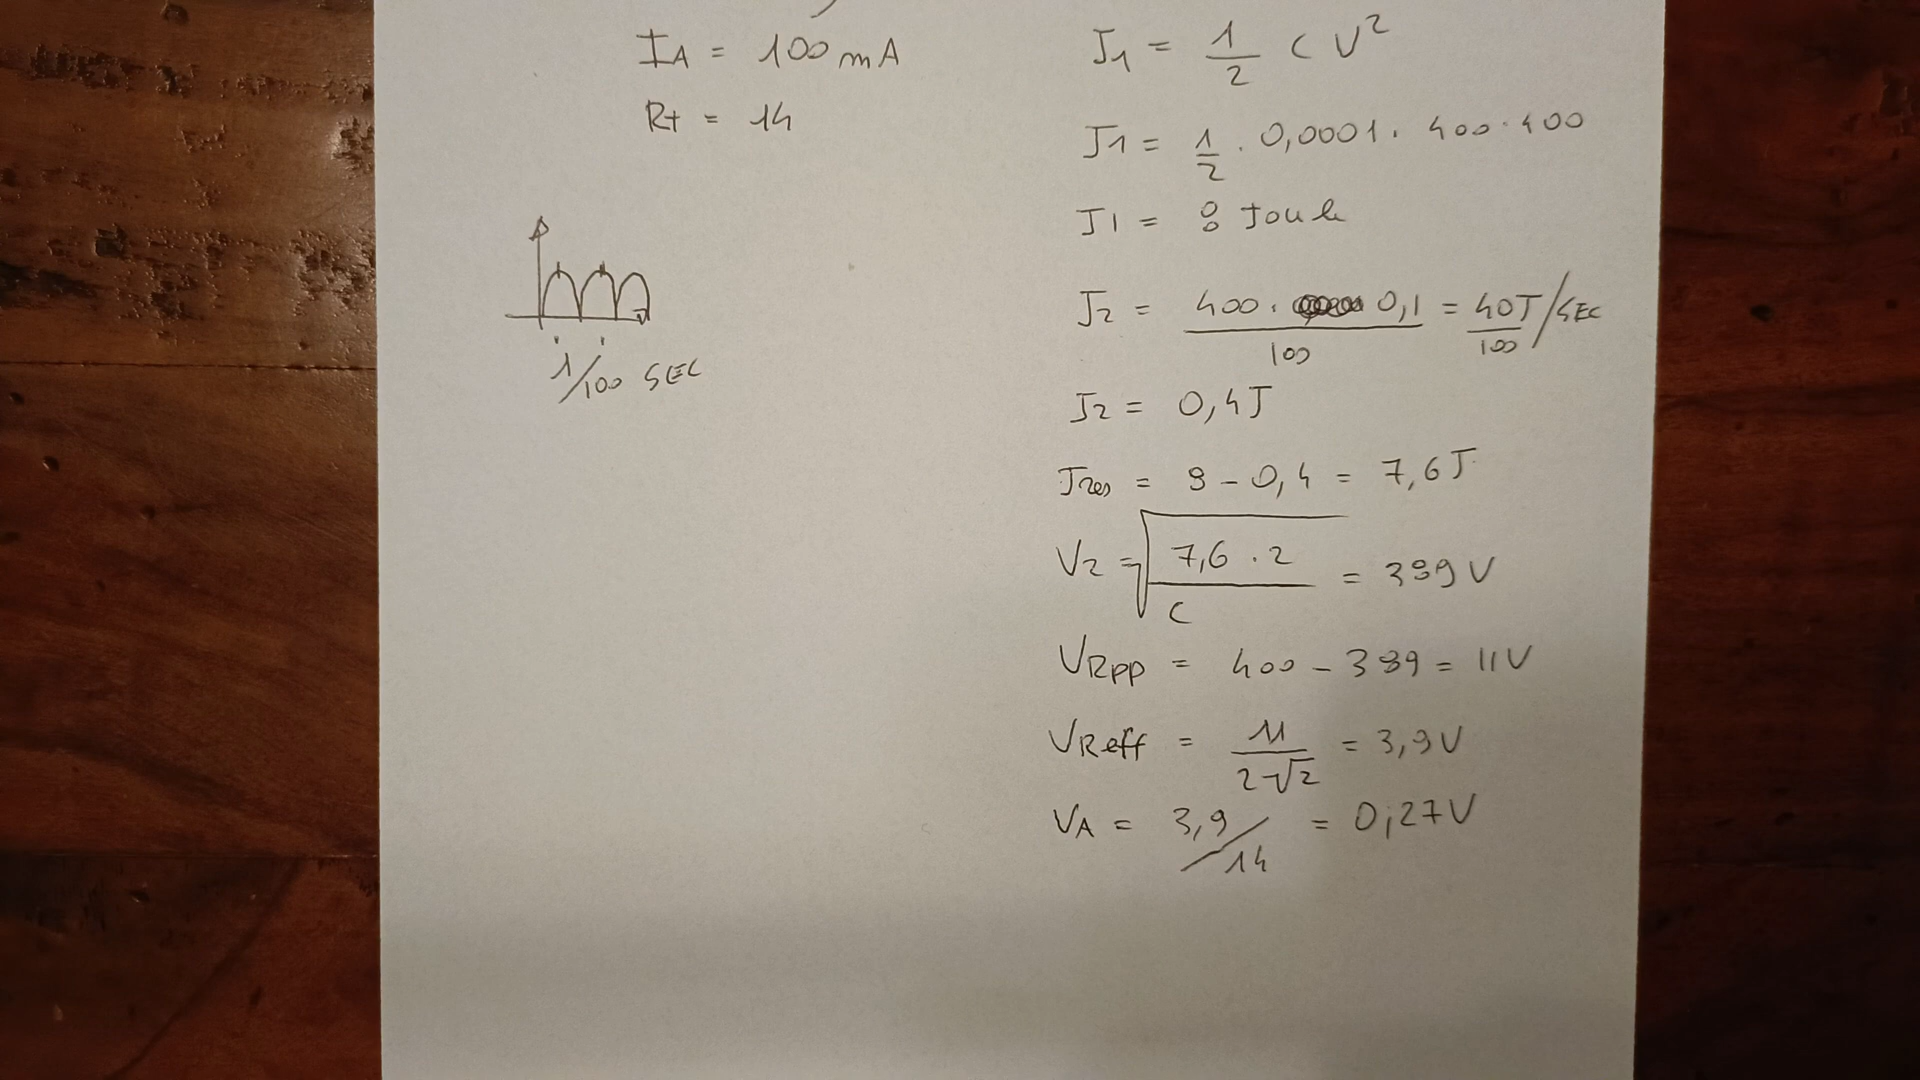 IA = 100 mA
Rt = 14
1/100 SEC
J1 = 1/2 C V²
J1 = 1/2 · 0,0001 · 400 · 400
J1 = 8 Joule
J2 = 400 · 0,1 / 100 = 40J/100 /SEC
J2 = 0,4J
JRes = 8 - 0,4 = 7,6J
V2 = √(7,6 · 2 / C) = 389 V
VRpp = 400 - 389 = 11V
VReff = 11 / 2√2 = 3,9V
VA = 3,9/14 = 0,27V